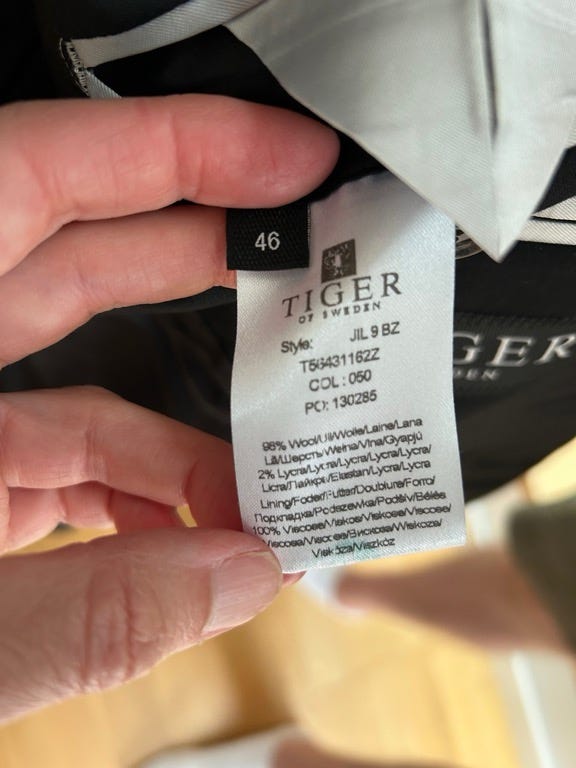 46
TIGER
OF SWEDEN
Style: JIL 9 BZ
T56431162Z
COL : 050
PO: 130285
98% Wool/Ull/Wolle/Laine/Lana
Lã/Шерсть/Wełna/Vlna/Gyapjú
2% Lycra/Lycra/Lycra/Lycra/Lycra/
Licra/Лайкра/Elastan/Lycra/Lycra
Lining/Foder/Futter/Doublure/Forro/
Подкладка/Podszewka/Podšív/Bélés
100% Viscose/Viskos/Viskose/Viscose/
Viscosa/Viscose/Вискоза/Wiskoza/
Viskóza/Viszkóz
GER
DEN